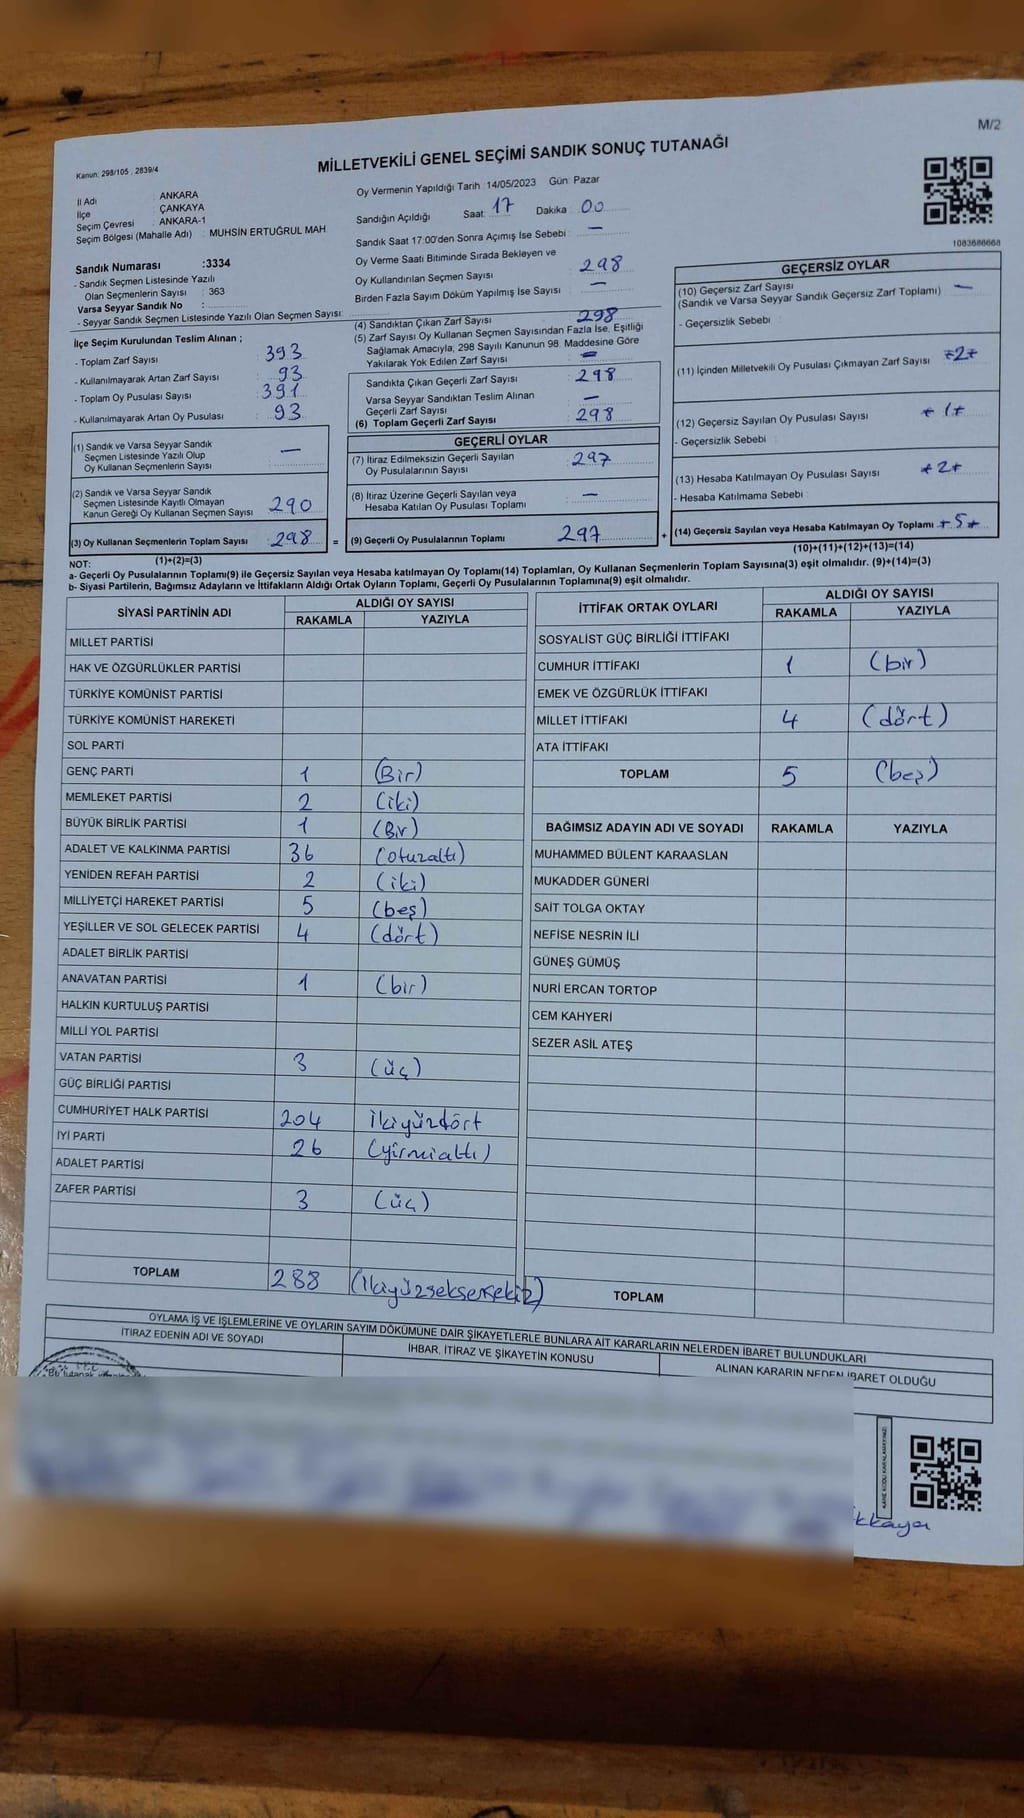 M/2
Kanun: 298/105 , 2839/4
MİLLETVEKİLİ GENEL SEÇİMİ SANDIK SONUÇ TUTANAĞI
İl Adı : ANKARA
İlçe : ÇANKAYA
Seçim Çevresi : ANKARA-1
Seçim Bölgesi (Mahalle Adı) : MUHSİN ERTUĞRUL MAH
Sandık Numarası :3334
- Sandık Seçmen Listesinde Yazılı
Olan Seçmenlerin Sayısı : 363
Varsa Seyyar Sandık No :
- Seyyar Sandık Seçmen Listesinde Yazılı Olan Seçmen Sayısı:
Oy Vermenin Yapıldığı Tarih : 14/05/2023 Gün: Pazar
Sandığın Açıldığı Saat: 17 Dakika : 00
Sandık Saat 17:00'den Sonra Açımış İse Sebebi : —
Oy Verme Saati Bitiminde Sırada Bekleyen ve
Oy Kullandırılan Seçmen Sayısı : 298
Birden Fazla Sayım Döküm Yapılmış İse Sayısı : —
1083686668
İlçe Seçim Kurulundan Teslim Alınan ;
- Toplam Zarf Sayısı : 393
- Kullanılmayarak Artan Zarf Sayısı : 93
- Toplam Oy Pusulası Sayısı : 391
- Kullanılmayarak Artan Oy Pusulası : 93
(1) Sandık ve Varsa Seyyar Sandık
Seçmen Listesinde Yazılı Olup
Oy Kullanan Seçmenlerin Sayısı : —
(2) Sandık ve Varsa Seyyar Sandık
Seçmen Listesinde Kayıtlı Olmayan
Kanun Gereği Oy Kullanan Seçmen Sayısı : 290
(3) Oy Kullanan Seçmenlerin Toplam Sayısı : 298 =
(1)+(2)=(3)
(4) Sandıktan Çıkan Zarf Sayısı : 298
(5) Zarf Sayısı Oy Kullanan Seçmen Sayısından Fazla İse, Eşitliği
Sağlamak Amacıyla, 298 Sayılı Kanunun 98. Maddesine Göre
Yakılarak Yok Edilen Zarf Sayısı : —
Sandıkta Çıkan Geçerli Zarf Sayısı : 298
Varsa Seyyar Sandıktan Teslim Alınan
Geçerli Zarf Sayısı : —
(6) Toplam Geçerli Zarf Sayısı : 298
GEÇERLİ OYLAR
(7) İtiraz Edilmeksizin Geçerli Sayılan
Oy Pusulalarının Sayısı : 297
(8) İtiraz Üzerine Geçerli Sayılan veya
Hesaba Katılan Oy Pusulası Toplamı : —
(9) Geçerli Oy Pusulalarının Toplamı : 297 +
GEÇERSİZ OYLAR
(10) Geçersiz Zarf Sayısı
(Sandık ve Varsa Seyyar Sandık Geçersiz Zarf Toplamı) : —
- Geçersizlik Sebebi :
(11) İçinden Milletvekili Oy Pusulası Çıkmayan Zarf Sayısı : +2+
(12) Geçersiz Sayılan Oy Pusulası Sayısı : + 1+
- Geçersizlik Sebebi :
(13) Hesaba Katılmayan Oy Pusulası Sayısı : +2+
- Hesaba Katılmama Sebebi :
(14) Geçersiz Sayılan veya Hesaba Katılmayan Oy Toplamı : +5+
(10)+(11)+(12)+(13)=(14)
NOT:
a- Geçerli Oy Pusulalarının Toplamı(9) ile Geçersiz Sayılan veya Hesaba katılmayan Oy Toplamı(14) Toplamları, Oy Kullanan Seçmenlerin Toplam Sayısına(3) eşit olmalıdır. (9)+(14)=(3)
b- Siyasi Partilerin, Bağımsız Adayların ve İttifakların Aldığı Ortak Oyların Toplamı, Geçerli Oy Pusulalarının Toplamına(9) eşit olmalıdır.
SİYASİ PARTİNİN ADI
ALDIĞI OY SAYISI
RAKAMLA YAZIYLA
MİLLET PARTİSİ
HAK VE ÖZGÜRLÜKLER PARTİSİ
TÜRKİYE KOMÜNİST PARTİSİ
TÜRKİYE KOMÜNİST HAREKETİ
SOL PARTİ
GENÇ PARTİ 1 (Bir)
MEMLEKET PARTİSİ 2 (iki)
BÜYÜK BİRLİK PARTİSİ 1 (Bir)
ADALET VE KALKINMA PARTİSİ 36 (otuzaltı)
YENİDEN REFAH PARTİSİ 2 (iki)
MİLLİYETÇİ HAREKET PARTİSİ 5 (beş)
YEŞİLLER VE SOL GELECEK PARTİSİ 4 (dört)
ADALET BİRLİK PARTİSİ
ANAVATAN PARTİSİ 1 (bir)
HALKIN KURTULUŞ PARTİSİ
MİLLİ YOL PARTİSİ
VATAN PARTİSİ 3 (üç)
GÜÇ BİRLİĞİ PARTİSİ
CUMHURİYET HALK PARTİSİ 204 İkiyüzdört
İYİ PARTİ 26 (yirmialtı)
ADALET PARTİSİ
ZAFER PARTİSİ 3 (üç)
TOPLAM 288 (İkiyüzseksensekiz)
İTTİFAK ORTAK OYLARI
ALDIĞI OY SAYISI
RAKAMLA YAZIYLA
SOSYALİST GÜÇ BİRLİĞİ İTTİFAKI
CUMHUR İTTİFAKI 1 (bir)
EMEK VE ÖZGÜRLÜK İTTİFAKI
MİLLET İTTİFAKI 4 (dört)
ATA İTTİFAKI
TOPLAM 5 (beş)
BAĞIMSIZ ADAYIN ADI VE SOYADI RAKAMLA YAZIYLA
MUHAMMED BÜLENT KARAASLAN
MUKADDER GÜNERİ
SAİT TOLGA OKTAY
NEFİSE NESRİN İLİ
GÜNEŞ GÜMÜŞ
NURİ ERCAN TORTOP
CEM KAHYERİ
SEZER ASİL ATEŞ
TOPLAM
OYLAMA İŞ VE İŞLEMLERİNE VE OYLARIN SAYIM DÖKÜMÜNE DAİR ŞİKAYETLERLE BUNLARA AİT KARARLARIN NELERDEN İBARET BULUNDUKLARI
İTİRAZ EDENİN ADI VE SOYADI
İHBAR, İTİRAZ VE ŞİKAYETİN KONUSU
ALINAN KARARIN NEDEN İBARET OLDUĞU
KARE KODU KARALAMAYINIZ